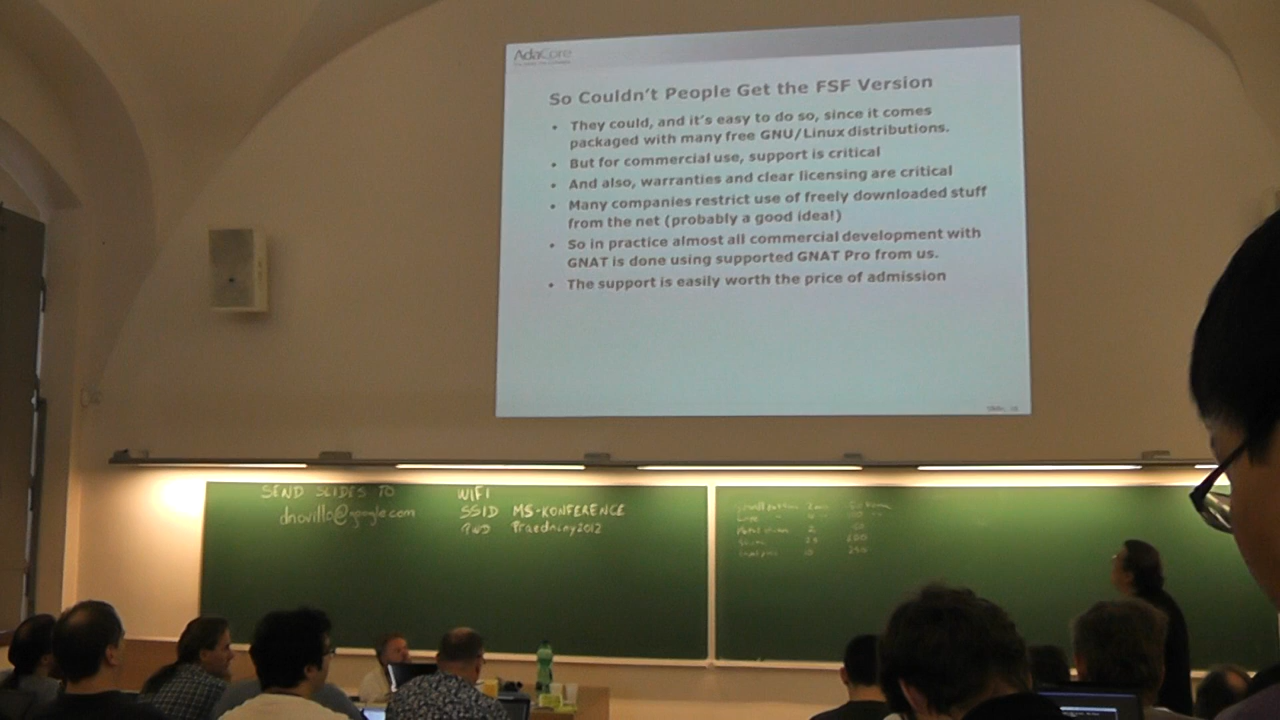 AdaCore
So Couldn't People Get the FSF Version
• They could, and it's easy to do so, since it comes
packaged with many free GNU/Linux distributions.
• But for commercial use, support is critical
• And also, warranties and clear licensing are critical
• Many companies restrict use of freely downloaded stuff
from the net (probably a good idea!)
• So in practice almost all commercial development with
GNAT is done using supported GNAT Pro from us.
• The support is easily worth the price of admission
SEND SLIDES TO
dnovillo@google.com
WIFI
SSID MS-KONFERENCE
PWD Praedniny2012